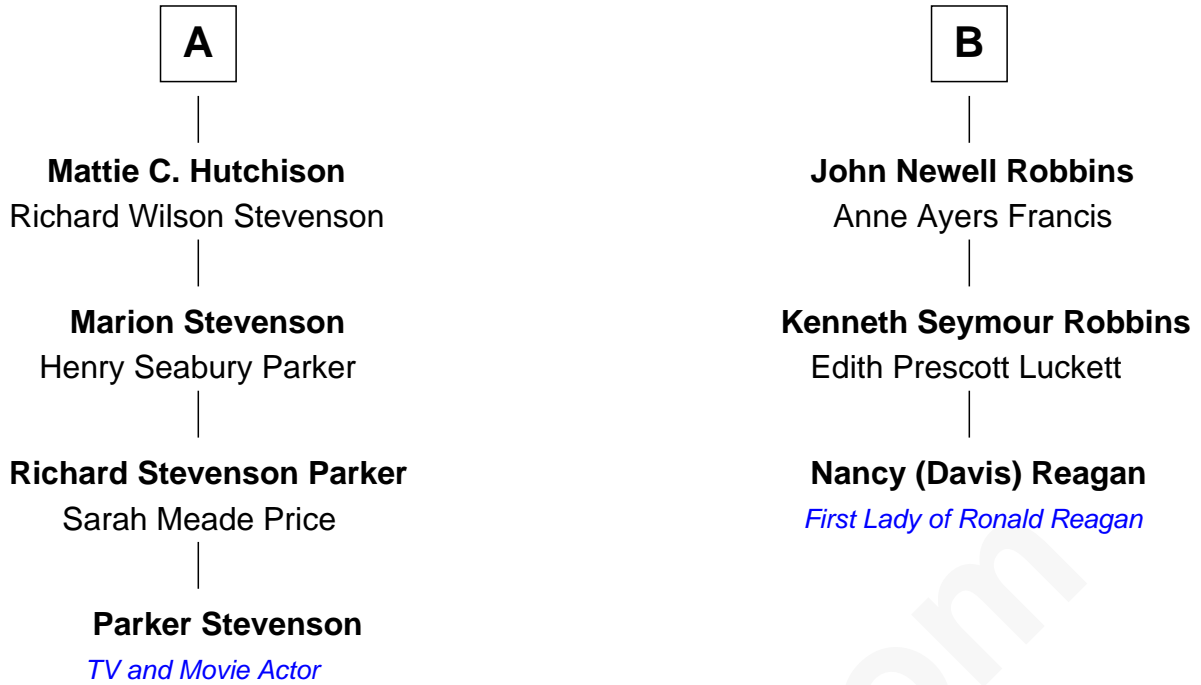 A
Mattie C. Hutchison
Richard Wilson Stevenson
Marion Stevenson
Henry Seabury Parker
Richard Stevenson Parker
Sarah Meade Price
Parker Stevenson
TV and Movie Actor
B
John Newell Robbins
Anne Ayers Francis
Kenneth Seymour Robbins
Edith Prescott Luckett
Nancy (Davis) Reagan
First Lady of Ronald Reagan
om